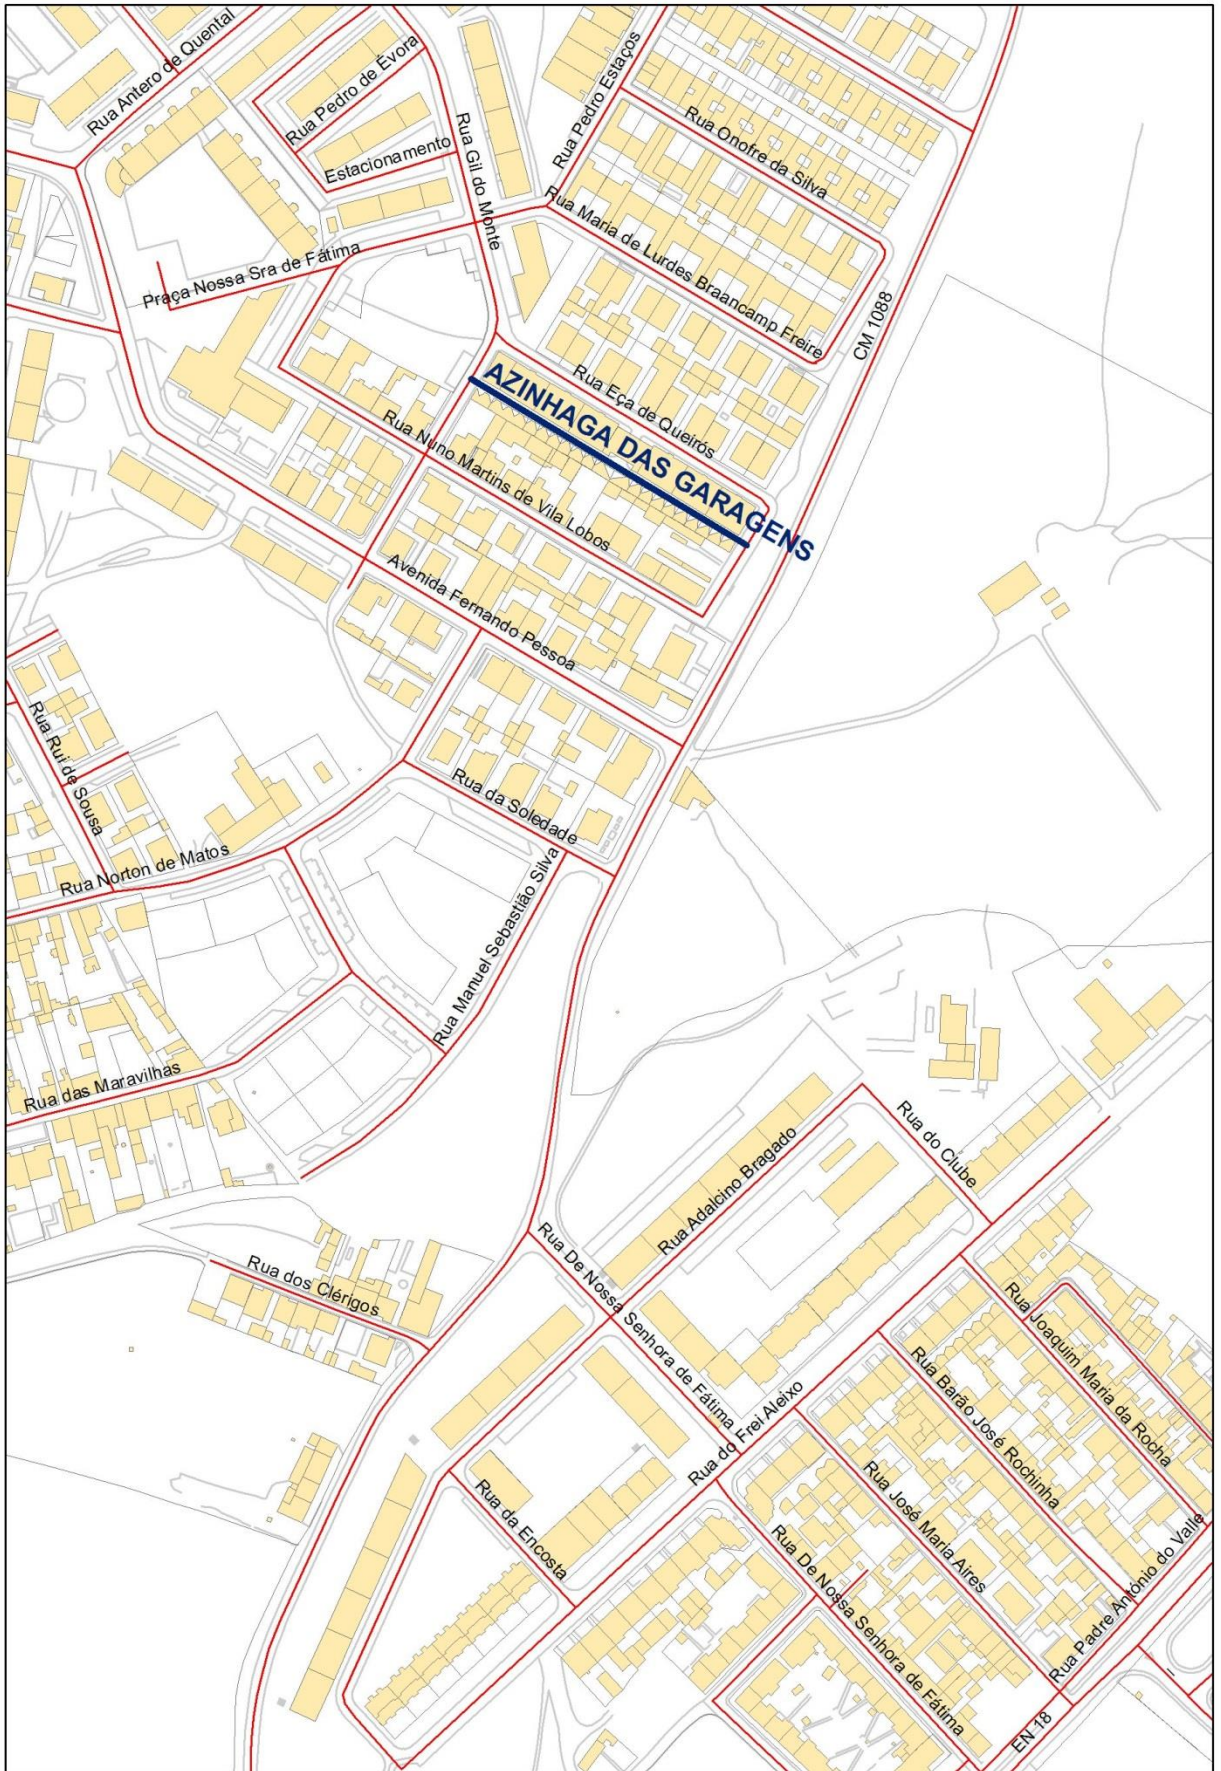 Rua Antero de Quental
Rua Pedro de Évora
Estacionamento
Rua Gil do Monte
Rua Pedro Estaços
Rua Onofre da Silva
Rua Maria de Lurdes Braancamp Freire
Praça Nossa Sra de Fátima
CM 1088
Rua Eça de Queirós
AZINHAGA DAS GARAGENS
Rua Nuno Martins de Vila Lobos
Avenida Fernando Pessoa
Rua Rui de Sousa
Rua da Soledade
Rua Norton de Matos
Rua Manuel Sebastião Silva
Rua das Maravilhas
Rua do Clube
Rua Adalcino Bragado
Rua De Nossa Senhora de Fátima
Rua dos Clérigos
Rua Joaquim Maria da Rocha
Rua Barão José Rochinha
Rua do Frei Aleixo
Rua José Maria Aires
Rua da Encosta
Rua De Nossa Senhora de Fátima
Rua Padre António do Valle
EN 18